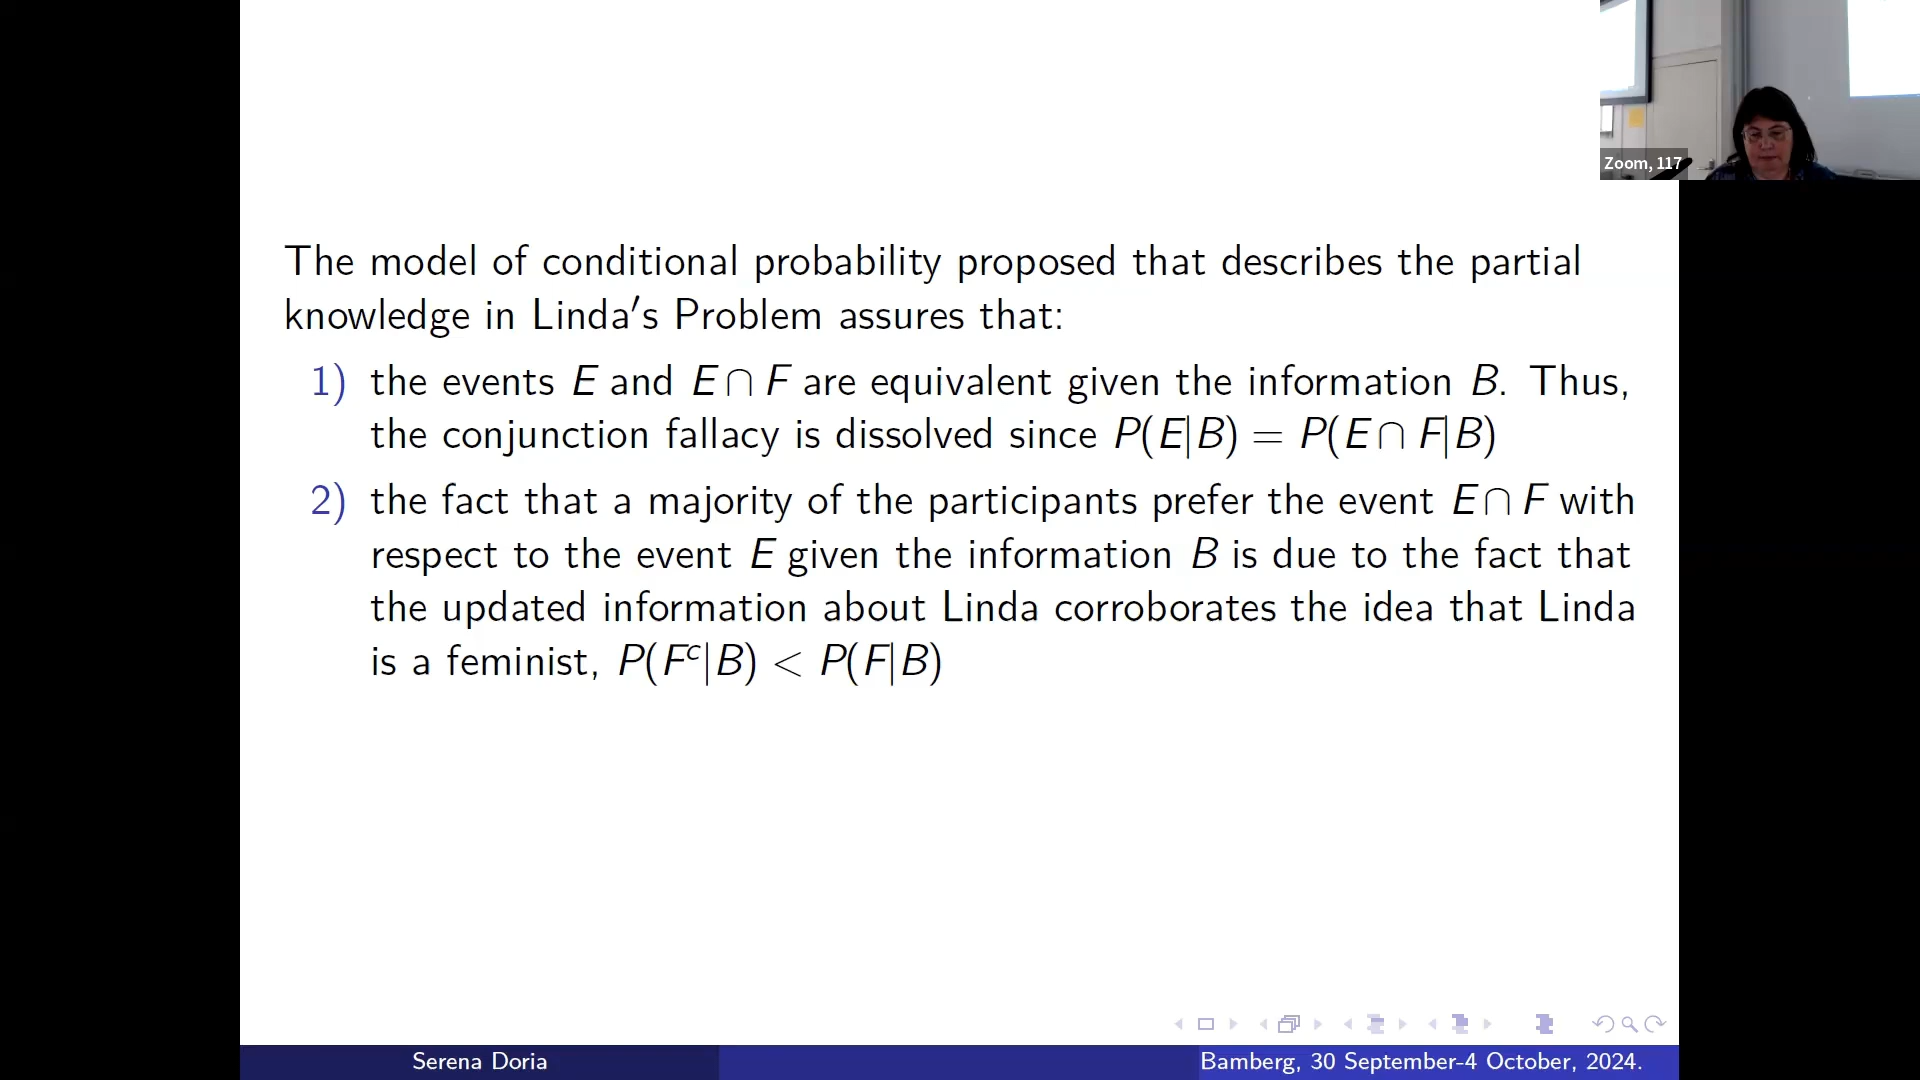 Zoom, 117
The model of conditional probability proposed that describes the partial
knowledge in Linda′s Problem assures that:
1) the events E and E ∩ F are equivalent given the information B. Thus,
the conjunction fallacy is dissolved since P(E|B) = P(E ∩ F|B)
2) the fact that a majority of the participants prefer the event E ∩ F with
respect to the event E given the information B is due to the fact that
the updated information about Linda corroborates the idea that Linda
is a feminist, P(Fᶜ|B) < P(F|B)
Serena Doria
Bamberg, 30 September-4 October, 2024.